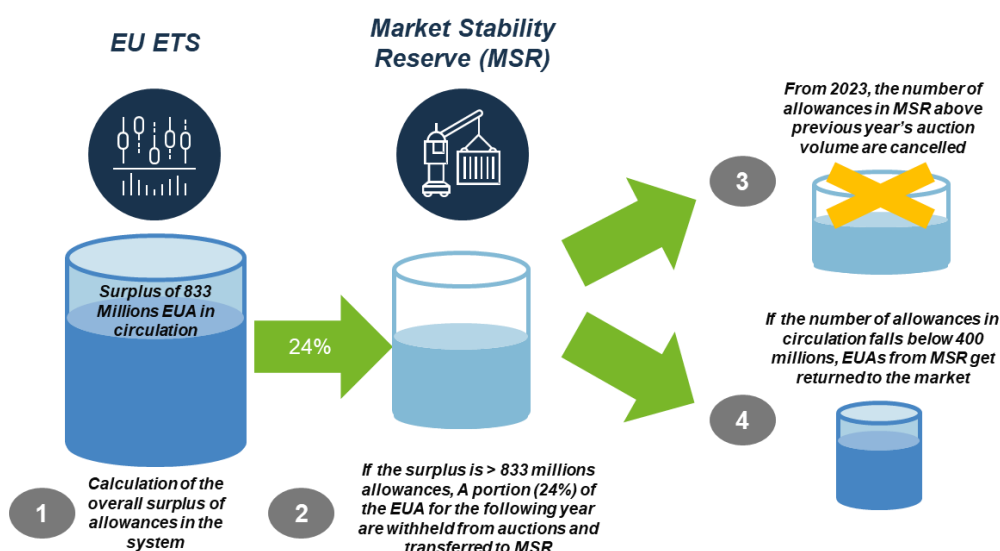 EU ETS
Market Stability
Reserve (MSR)
Surplus of 833
Millions EUA in
circulation
24%
1
Calculation of the
overall surplus of
allowances in the
system
2
If the surplus is > 833 millions
allowances, A portion (24%) of
the EUA for the following year
are withheld from auctions and
transferred to MSR
From 2023, the number of
allowances in MSR above
previous year's auction
volume are cancelled
3
If the number of allowances in
circulation falls below 400
millions, EUAs from MSR get
returned to the market
4